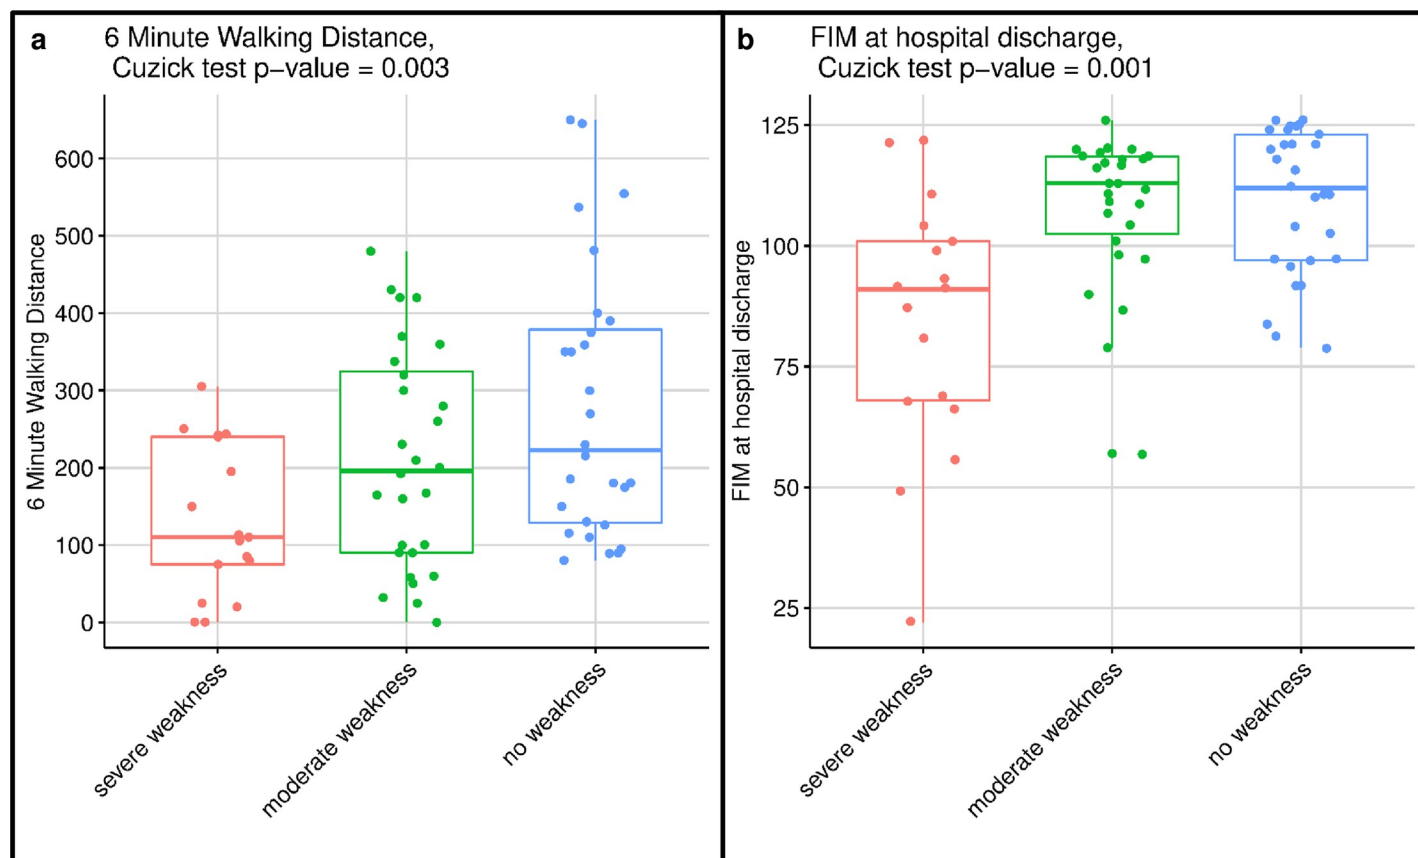 a
6 Minute Walking Distance,
Cuzick test p−value = 0.003
6 Minute Walking Distance
600
500
400
300
200
100
0
severe weakness
moderate weakness
no weakness
b
FIM at hospital discharge,
Cuzick test p−value = 0.001
FIM at hospital discharge
125
100
75
50
25
severe weakness
moderate weakness
no weakness